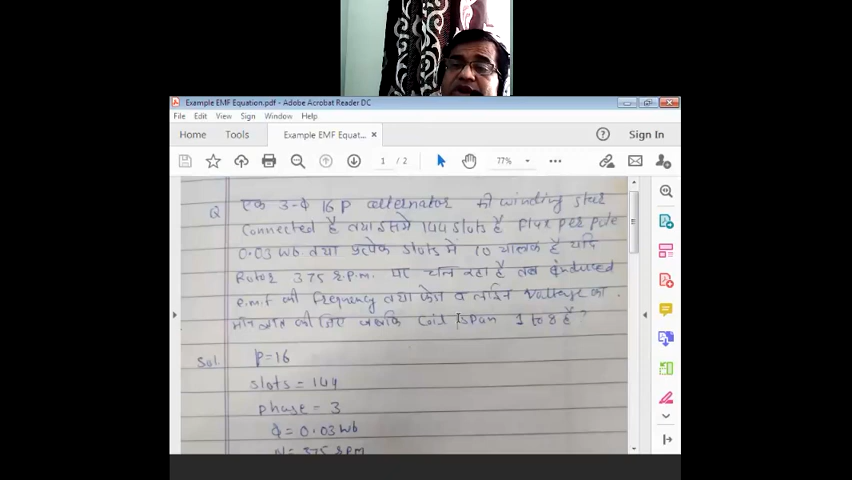 Example EMF Equation.pdf - Adobe Acrobat Reader DC
File Edit View Sign Window Help
Home Tools Example EMF Equat... × Sign In
1 / 2 77%
Q एक 3-ɸ 16 P alternator की winding star
Connected है तथा इसमें 144 slots है Flux per pole
0.03 Wb तथा प्रत्येक slots में 10 चालक है यदि
Rotor 375 r.p.m. पर चल रहा है तब induced
e.m.f की frequency तथा फेज व लाइन voltage का
मान ज्ञात कीजिए जबकि Coil span 1 to 8 है ?
Sol. P=16
slots = 144
phase = 3
ɸ = 0.03 Wb
N = 375 rpm